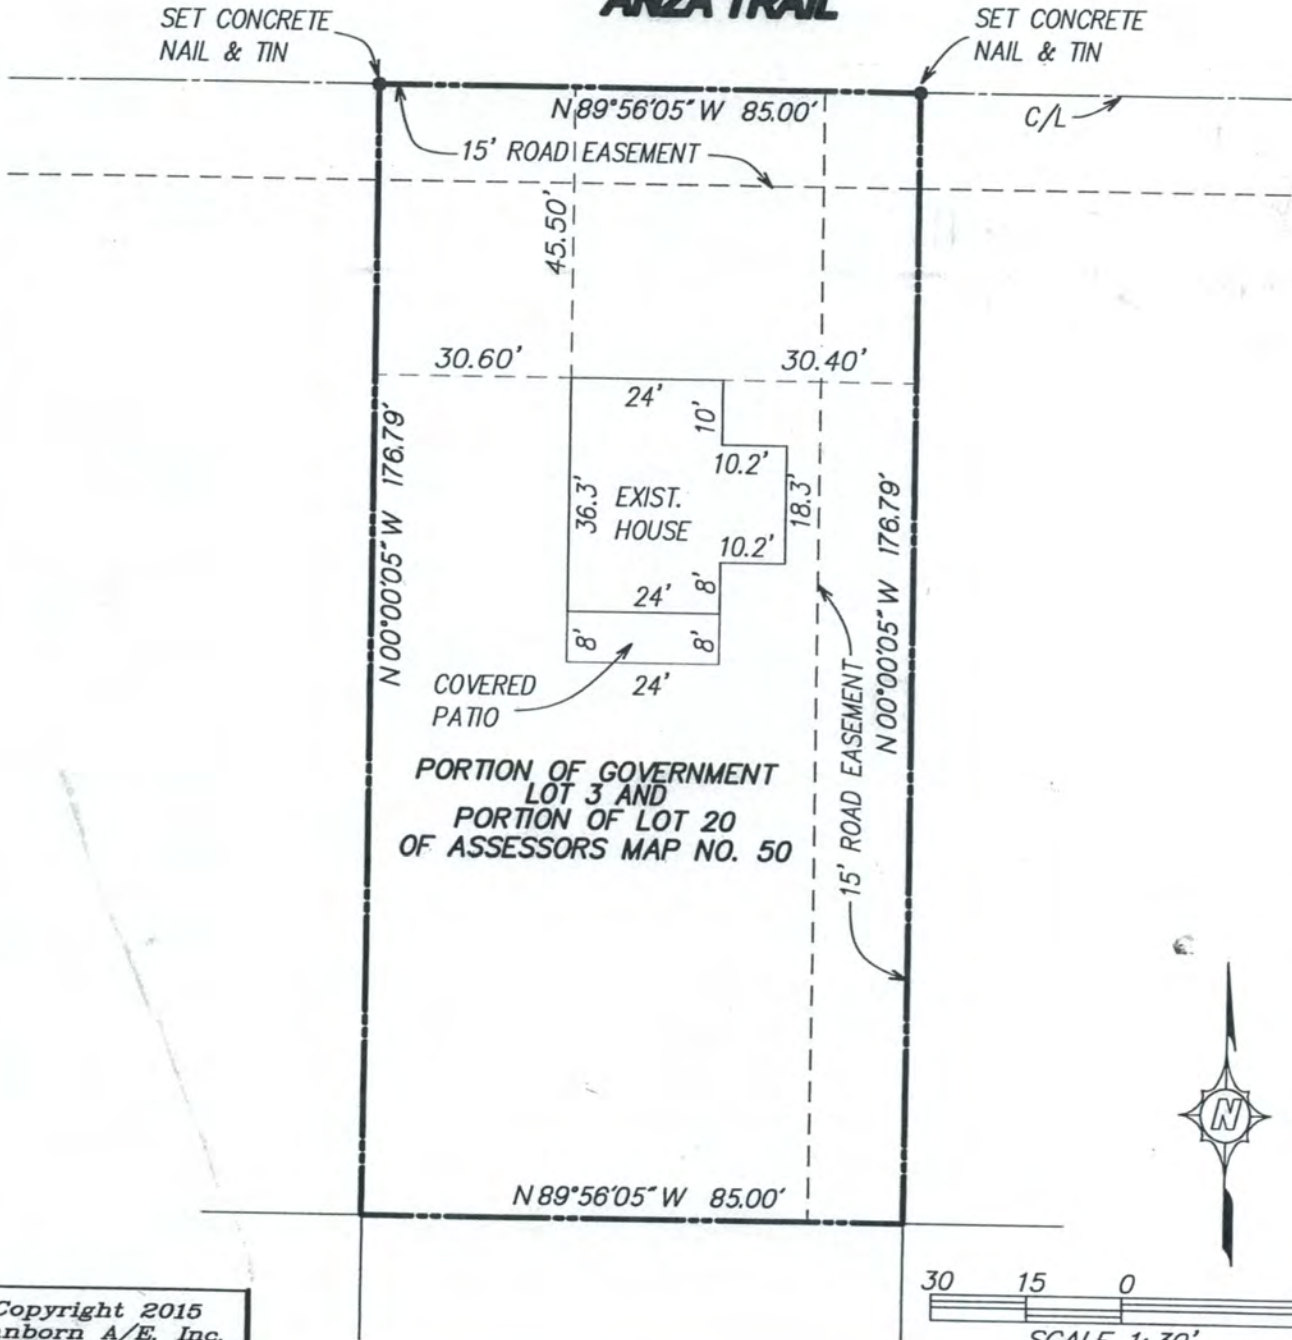 ANZA TRAIL
SET CONCRETE
NAIL & TIN
SET CONCRETE
NAIL & TIN
N 89°56'05" W 85.00'
C/L
15' ROAD EASEMENT
45.50'
30.60'
30.40'
24'
10'
10.2'
N 00°00'05" W 176.79'
36.3'
EXIST.
HOUSE
18.3'
N 00°00'05" W 176.79'
10.2'
24'
8'
8'
8'
24'
COVERED
PATIO
15' ROAD EASEMENT
PORTION OF GOVERNMENT
LOT 3 AND
PORTION OF LOT 20
OF ASSESSORS MAP NO. 50
N
N 89°56'05" W 85.00'
30 15 0
SCALE 1:30'
Copyright 2015
A/E, Inc.